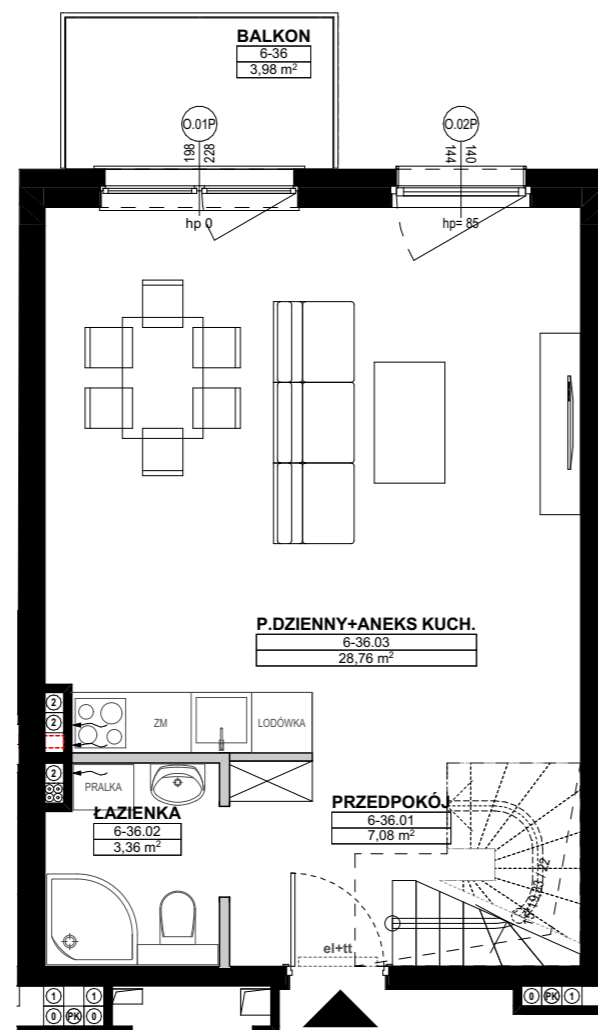 BALKON
6-36
3,98 m²
O.01P
198
228
O.02P
144
140
hp 0
hp= 85
P.DZIENNY+ANEKS KUCH.
6-36.03
28,76 m²
2
2
ZM
LODÓWKA
2
PRALKA
ŁAZIENKA
6-36.02
3,36 m²
PRZEDPOKÓJ
6-36.01
7,08 m²
el+tt
1
1
0
PK
0
0
PK
1